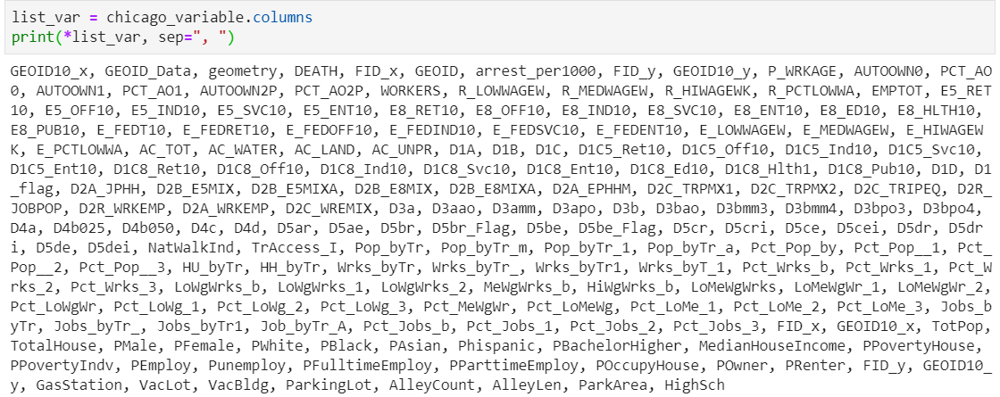 list_var = chicago_variable.columns
print(*list_var, sep=", ")
GEOID10_x, GEOID_Data, geometry, DEATH, FID_x, GEOID, arrest_per1000, FID_y, GEOID10_y, P_WRKAGE, AUTOOWN0, PCT_AO
0, AUTOOWN1, PCT_AO1, AUTOOWN2P, PCT_AO2P, WORKERS, R_LOWWAGEW, R_MEDWAGEW, R_HIWAGEWK, R_PCTLOWWA, EMPTOT, E5_RET
10, E5_OFF10, E5_IND10, E5_SVC10, E5_ENT10, E8_RET10, E8_OFF10, E8_IND10, E8_SVC10, E8_ENT10, E8_ED10, E8_HLTH10,
E8_PUB10, E_FEDT10, E_FEDRET10, E_FEDOFF10, E_FEDIND10, E_FEDSVC10, E_FEDENT10, E_LOWWAGEW, E_MEDWAGEW, E_HIWAGEW
K, E_PCTLOWWA, AC_TOT, AC_WATER, AC_LAND, AC_UNPR, D1A, D1B, D1C, D1C5_Ret10, D1C5_Off10, D1C5_Ind10, D1C5_Svc10,
D1C5_Ent10, D1C8_Ret10, D1C8_Off10, D1C8_Ind10, D1C8_Svc10, D1C8_Ent10, D1C8_Ed10, D1C8_Hlth1, D1C8_Pub10, D1D, D1
_flag, D2A_JPHH, D2B_E5MIX, D2B_E5MIXA, D2B_E8MIX, D2B_E8MIXA, D2A_EPHHM, D2C_TRPMX1, D2C_TRPMX2, D2C_TRIPEQ, D2R_
JOBPOP, D2R_WRKEMP, D2A_WRKEMP, D2C_WREMIX, D3a, D3aao, D3amm, D3apo, D3b, D3bao, D3bmm3, D3bmm4, D3bpo3, D3bpo4,
D4a, D4b025, D4b050, D4c, D4d, D5ar, D5ae, D5br, D5br_Flag, D5be, D5be_Flag, D5cr, D5cri, D5ce, D5cei, D5dr, D5dr
i, D5de, D5dei, NatWalkInd, TrAccess_I, Pop_byTr, Pop_byTr_m, Pop_byTr_1, Pop_byTr_a, Pct_Pop_by, Pct_Pop__1, Pct_
Pop__2, Pct_Pop__3, HU_byTr, HH_byTr, Wrks_byTr, Wrks_byTr_, Wrks_byTr1, Wrks_byT_1, Pct_Wrks_b, Pct_Wrks_1, Pct_W
rks_2, Pct_Wrks_3, LoWgWrks_b, LoWgWrks_1, LoWgWrks_2, MeWgWrks_b, HiWgWrks_b, LoMeWgWrks, LoMeWgWr_1, LoMeWgWr_2,
Pct_LoWgWr, Pct_LoWg_1, Pct_LoWg_2, Pct_LoWg_3, Pct_MeWgWr, Pct_LoMeWg, Pct_LoMe_1, Pct_LoMe_2, Pct_LoMe_3, Jobs_b
yTr, Jobs_byTr_, Jobs_byTr1, Job_byTr_A, Pct_Jobs_b, Pct_Jobs_1, Pct_Jobs_2, Pct_Jobs_3, FID_x, GEOID10_x, TotPop,
TotalHouse, PMale, PFemale, PWhite, PBlack, PAsian, Phispanic, PBachelorHigher, MedianHouseIncome, PPovertyHouse,
PPovertyIndv, PEmploy, Punemploy, PFulltimeEmploy, PParttimeEmploy, POccupyHouse, POwner, PRenter, FID_y, GEOID10_
y, GasStation, VacLot, VacBldg, ParkingLot, AlleyCount, AlleyLen, ParkArea, HighSch